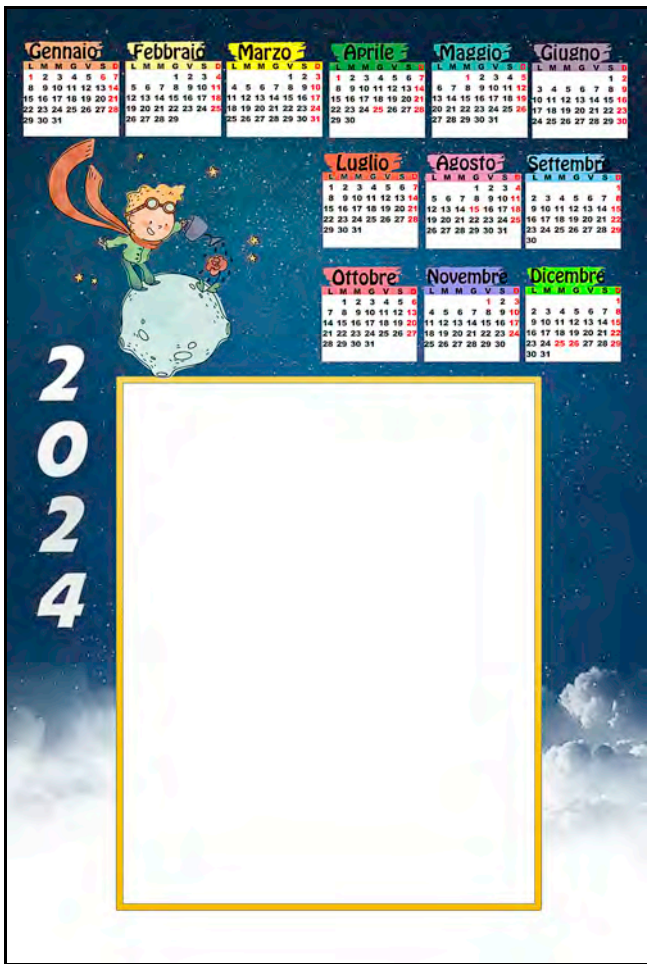 Gennaio
L M M G V S D
1 2 3 4 5 6 7
8 9 10 11 12 13 14
15 16 17 18 19 20 21
22 23 24 25 26 27 28
29 30 31
Febbraio
L M M G V S D
1 2 3 4
5 6 7 8 9 10 11
12 13 14 15 16 17 18
19 20 21 22 23 24 25
26 27 28 29
Marzo
L M M G V S D
1 2 3
4 5 6 7 8 9 10
11 12 13 14 15 16 17
18 19 20 21 22 23 24
25 26 27 28 29 30 31
Aprile
L M M G V S D
1 2 3 4 5 6 7
8 9 10 11 12 13 14
15 16 17 18 19 20 21
22 23 24 25 26 27 28
29 30
Maggio
L M M G V S D
1 2 3 4 5
6 7 8 9 10 11 12
13 14 15 16 17 18 19
20 21 22 23 24 25 26
27 28 29 30 31
Giugno
L M M G V S D
1 2
3 4 5 6 7 8 9
10 11 12 13 14 15 16
17 18 19 20 21 22 23
24 25 26 27 28 29 30
Luglio
L M M G V S D
1 2 3 4 5 6 7
8 9 10 11 12 13 14
15 16 17 18 19 20 21
22 23 24 25 26 27 28
29 30 31
Agosto
L M M G V S D
1 2 3 4
5 6 7 8 9 10 11
12 13 14 15 16 17 18
19 20 21 22 23 24 25
26 27 28 29 30 31
Settembre
L M M G V S D
1
2 3 4 5 6 7 8
9 10 11 12 13 14 15
16 17 18 19 20 21 22
23 24 25 26 27 28 29
30
Ottobre
L M M G V S D
1 2 3 4 5 6
7 8 9 10 11 12 13
14 15 16 17 18 19 20
21 22 23 24 25 26 27
28 29 30 31
Novembre
L M M G V S D
1 2 3
4 5 6 7 8 9 10
11 12 13 14 15 16 17
18 19 20 21 22 23 24
25 26 27 28 29 30
Dicembre
L M M G V S D
1
2 3 4 5 6 7 8
9 10 11 12 13 14 15
16 17 18 19 20 21 22
23 24 25 26 27 28 29
30 31
2
0
2
4